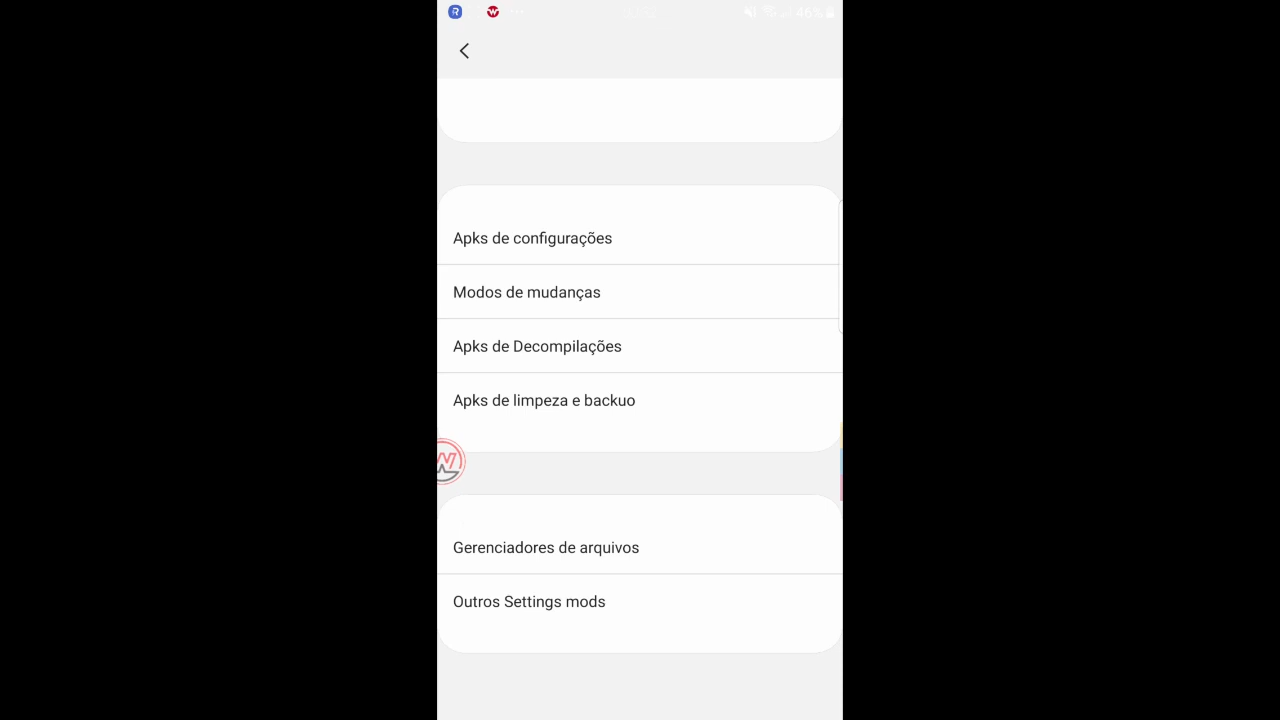 46%
Apks de configurações
Modos de mudanças
Apks de Decompilações
Apks de limpeza e backuo
Gerenciadores de arquivos
Outros Settings mods